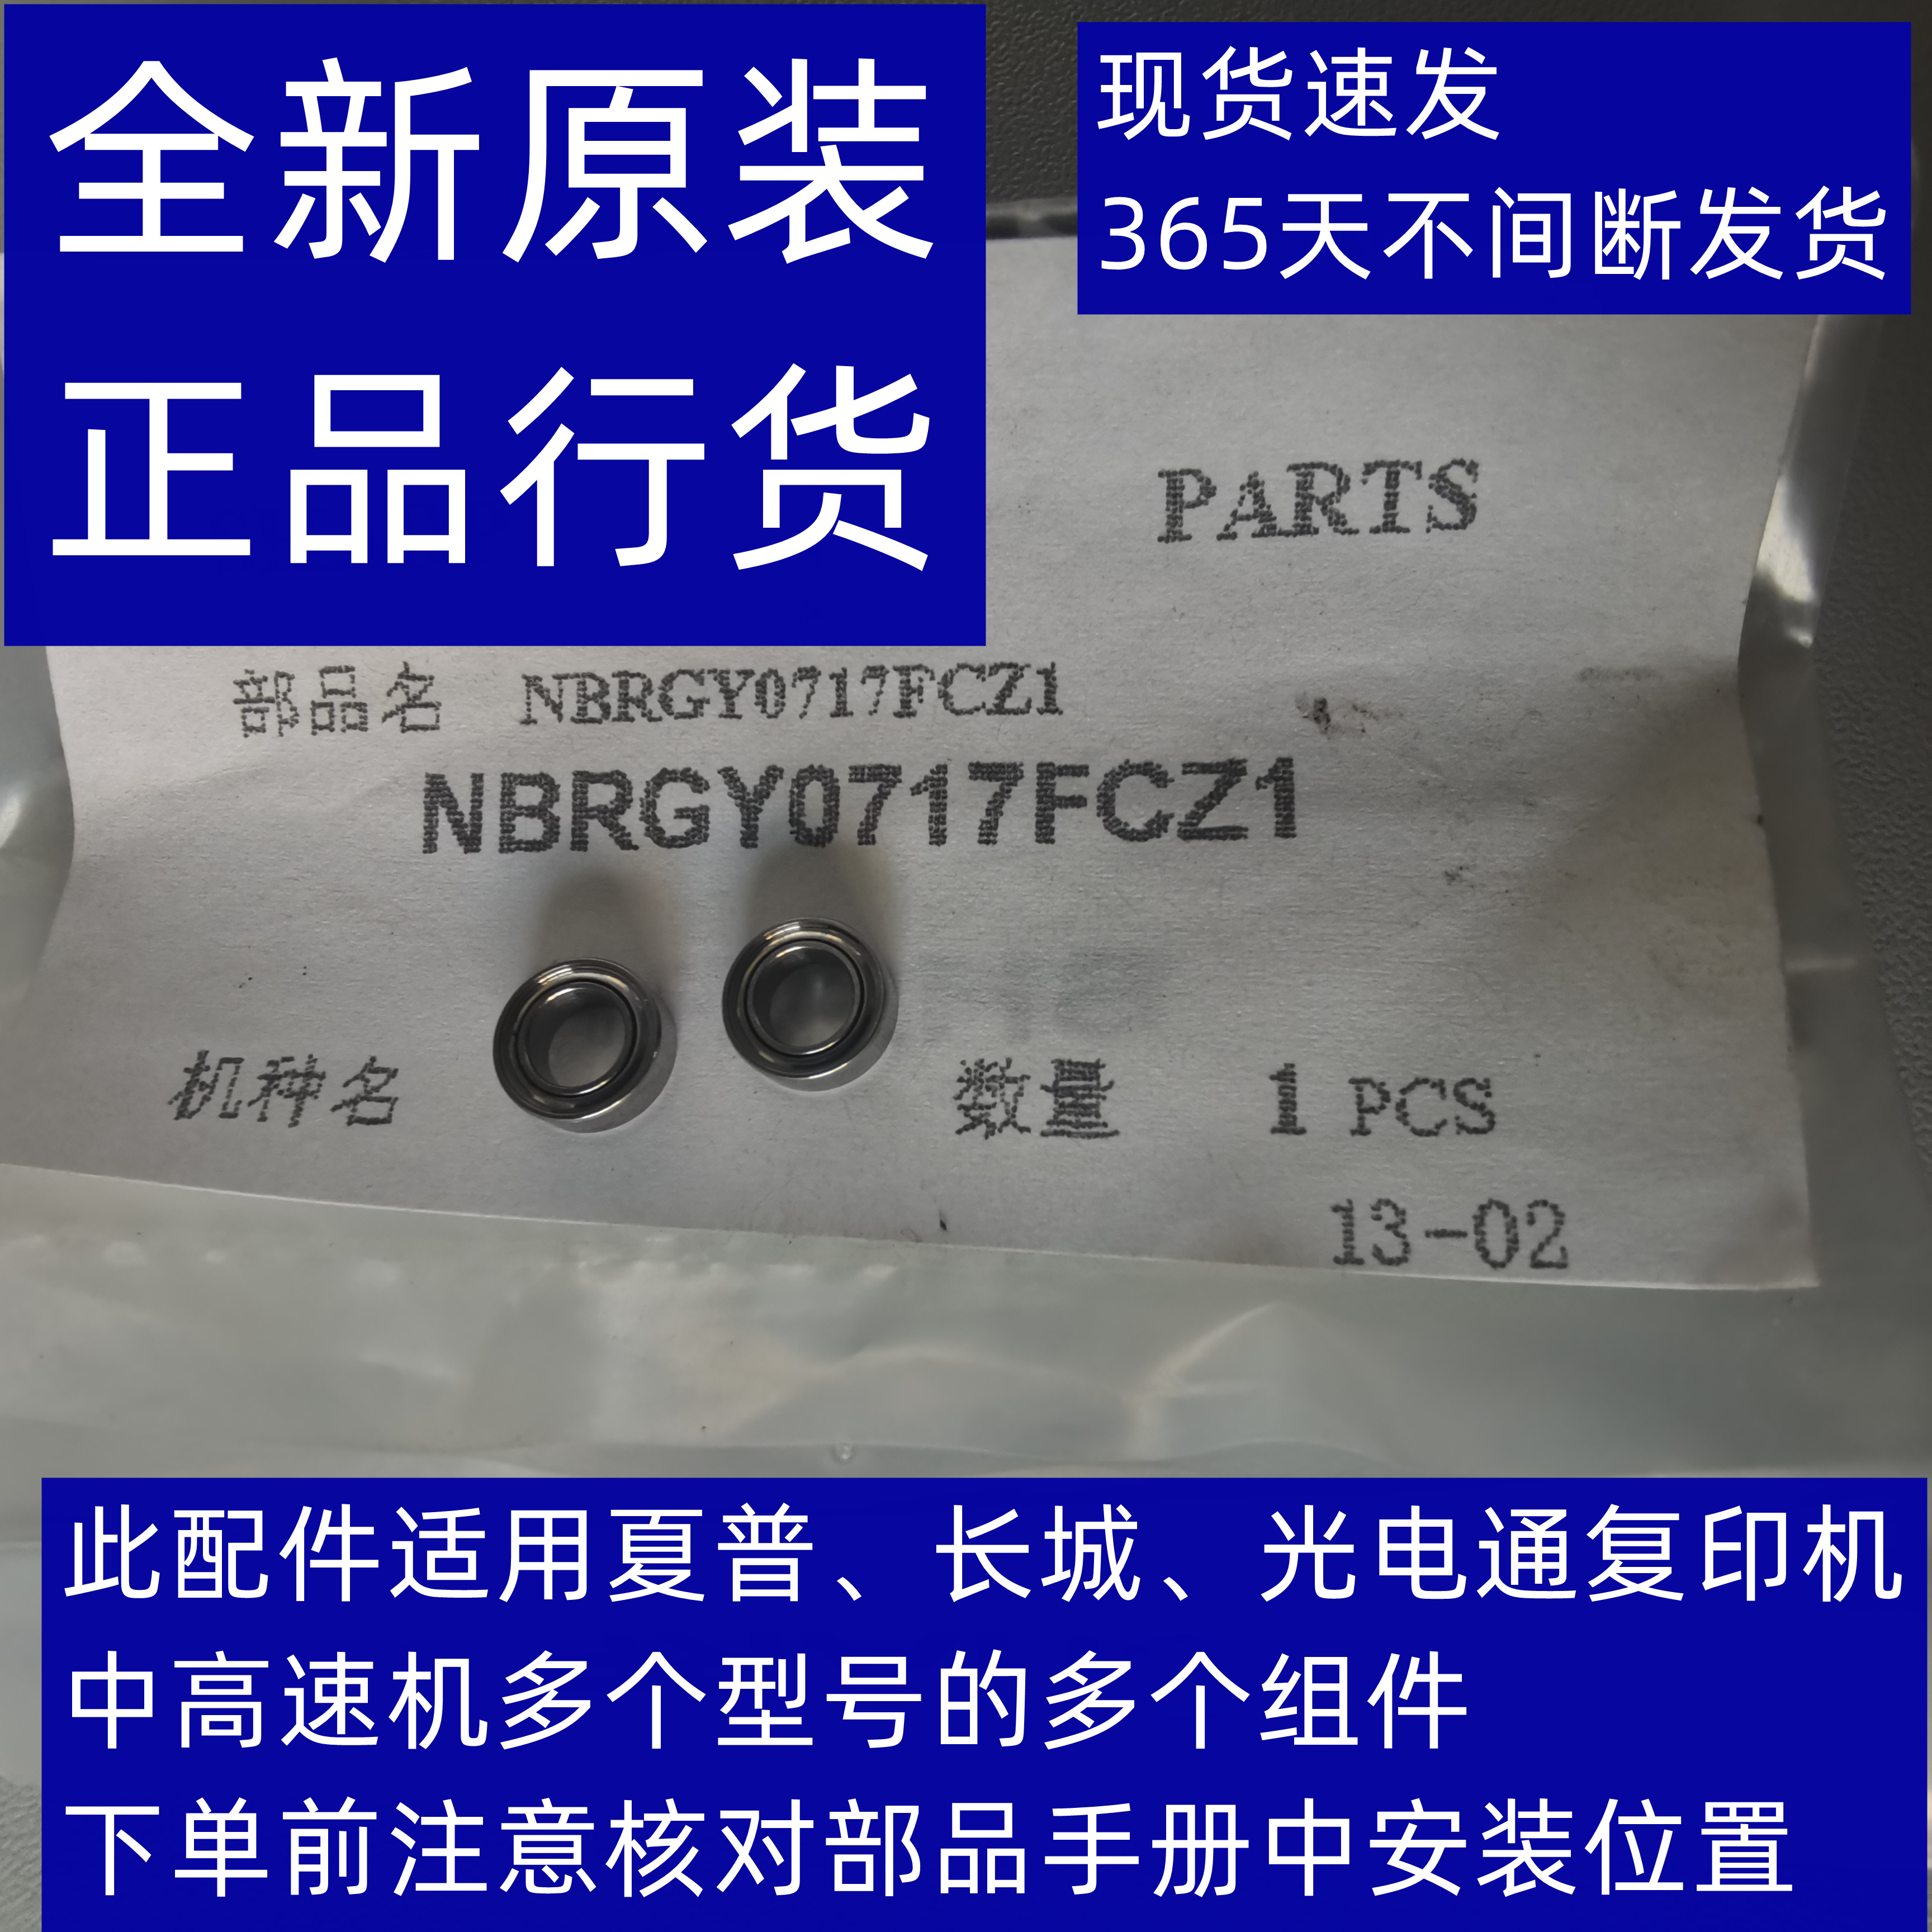 全新原装
正品行货
现货速发
365天不间断发货
PARTS
部品名 NBRGY0717FCZ1
NBRGY0717FCZ1
机种名
数量 1 PCS
13-02
此配件适用夏普、长城、光电通复印机
中高速机多个型号的多个组件
下单前注意核对部品手册中安装位置